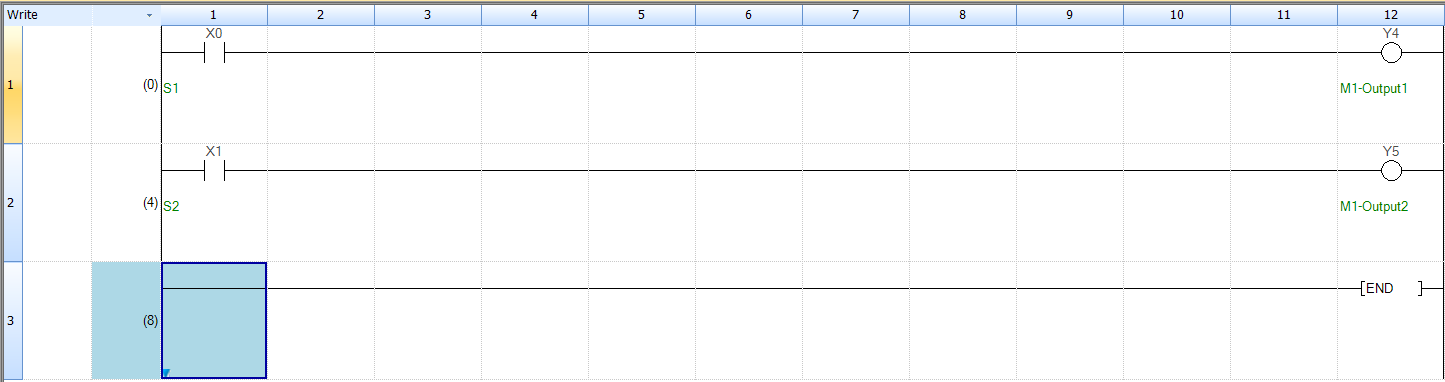 Write 1 2 3 4 5 6 7 8 9 10 11 12
X0 Y4
1 (0) S1 M1-Output1
X1 Y5
2 (4) S2 M1-Output2
[END ]
3 (8)